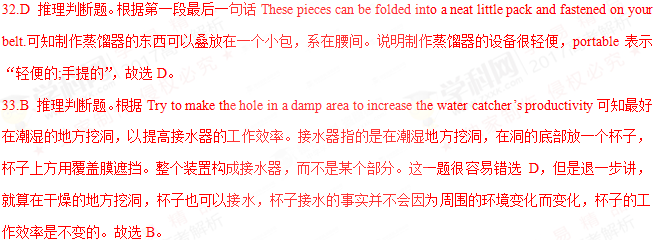 32.D 推理判断题。根据第一段最后一句话 These pieces can be folded into a neat little pack and fastened on your
belt.可知制作蒸馏器的东西可以叠放在一个小包，系在腰间。说明制作蒸馏器的设备很轻便，portable 表示
“轻便的;手提的”，故选 D。
33.B 推理判断题。根据 Try to make the hole in a damp area to increase the water catcher’s productivity 可知最好
在潮湿的地方挖洞，以提高接水器的工作效率。接水器指的是在潮湿地方挖洞，在洞的底部放一个杯子，
杯子上方用覆盖膜遮挡。整个装置构成接水器，而不是某个部分。这一题很容易错选 D，但是退一步讲，
就算在干燥的地方挖洞，杯子也可以接水，杯子接水的事实并不会因为周围的环境变化而变化，杯子的工
作效率是不变的。故选 B。